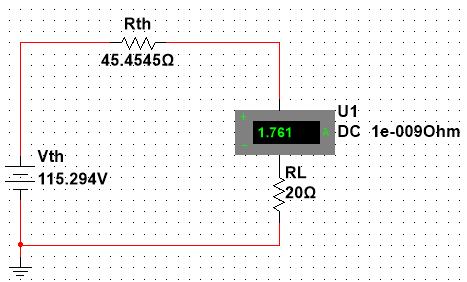 Rth
45.4545Ω
U1
+
1.761 A
DC 1e-009Ohm
-
Vth
115.294V
RL
20Ω